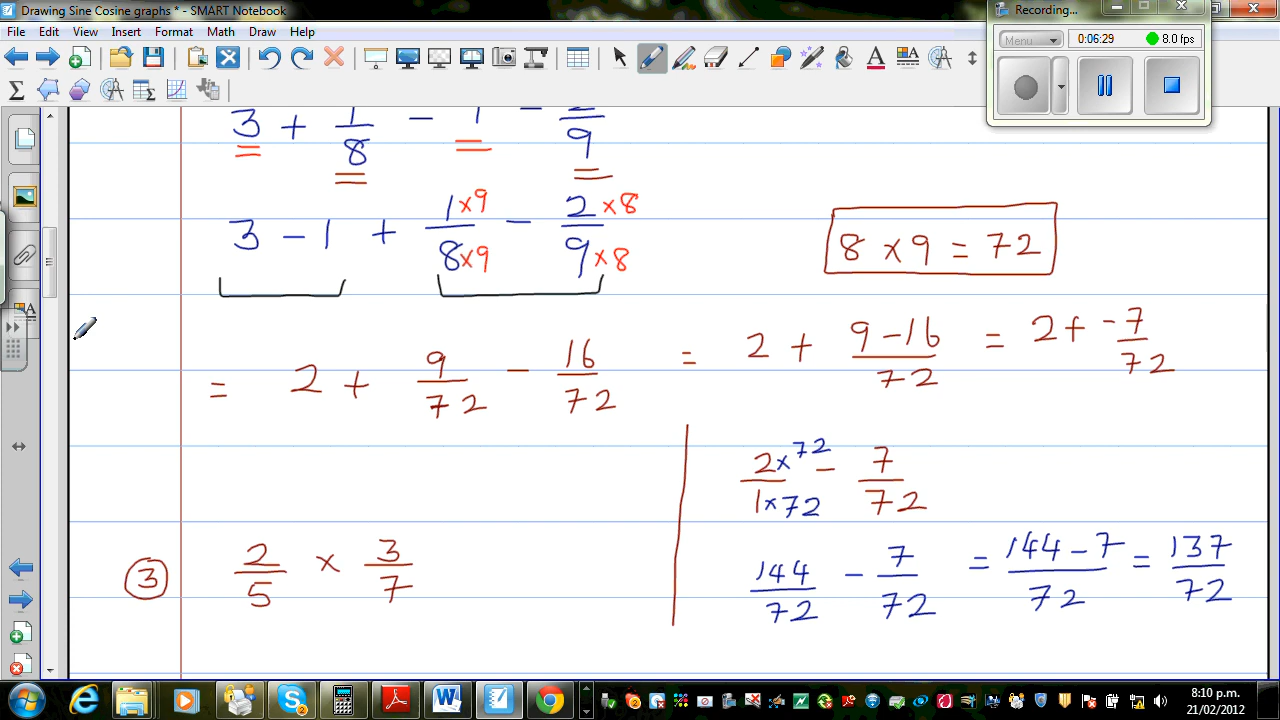 Drawing Sine Cosine graphs * - SMART Notebook
Recording...
File Edit View Insert Format Math Draw Help
Menu
0:06:29
8.0 fps
3 + 1/8 - 1 - 2/9
3 - 1 + 1×9/8×9 - 2×8/9×8
8 × 9 = 72
= 2 + 9/72 - 16/72 = 2 + 9-16/72 = 2 + -7/72
2×72/1×72 - 7/72
③ 2/5 × 3/7
144/72 - 7/72 = 144-7/72 = 137/72
8:10 p.m.
21/02/2012